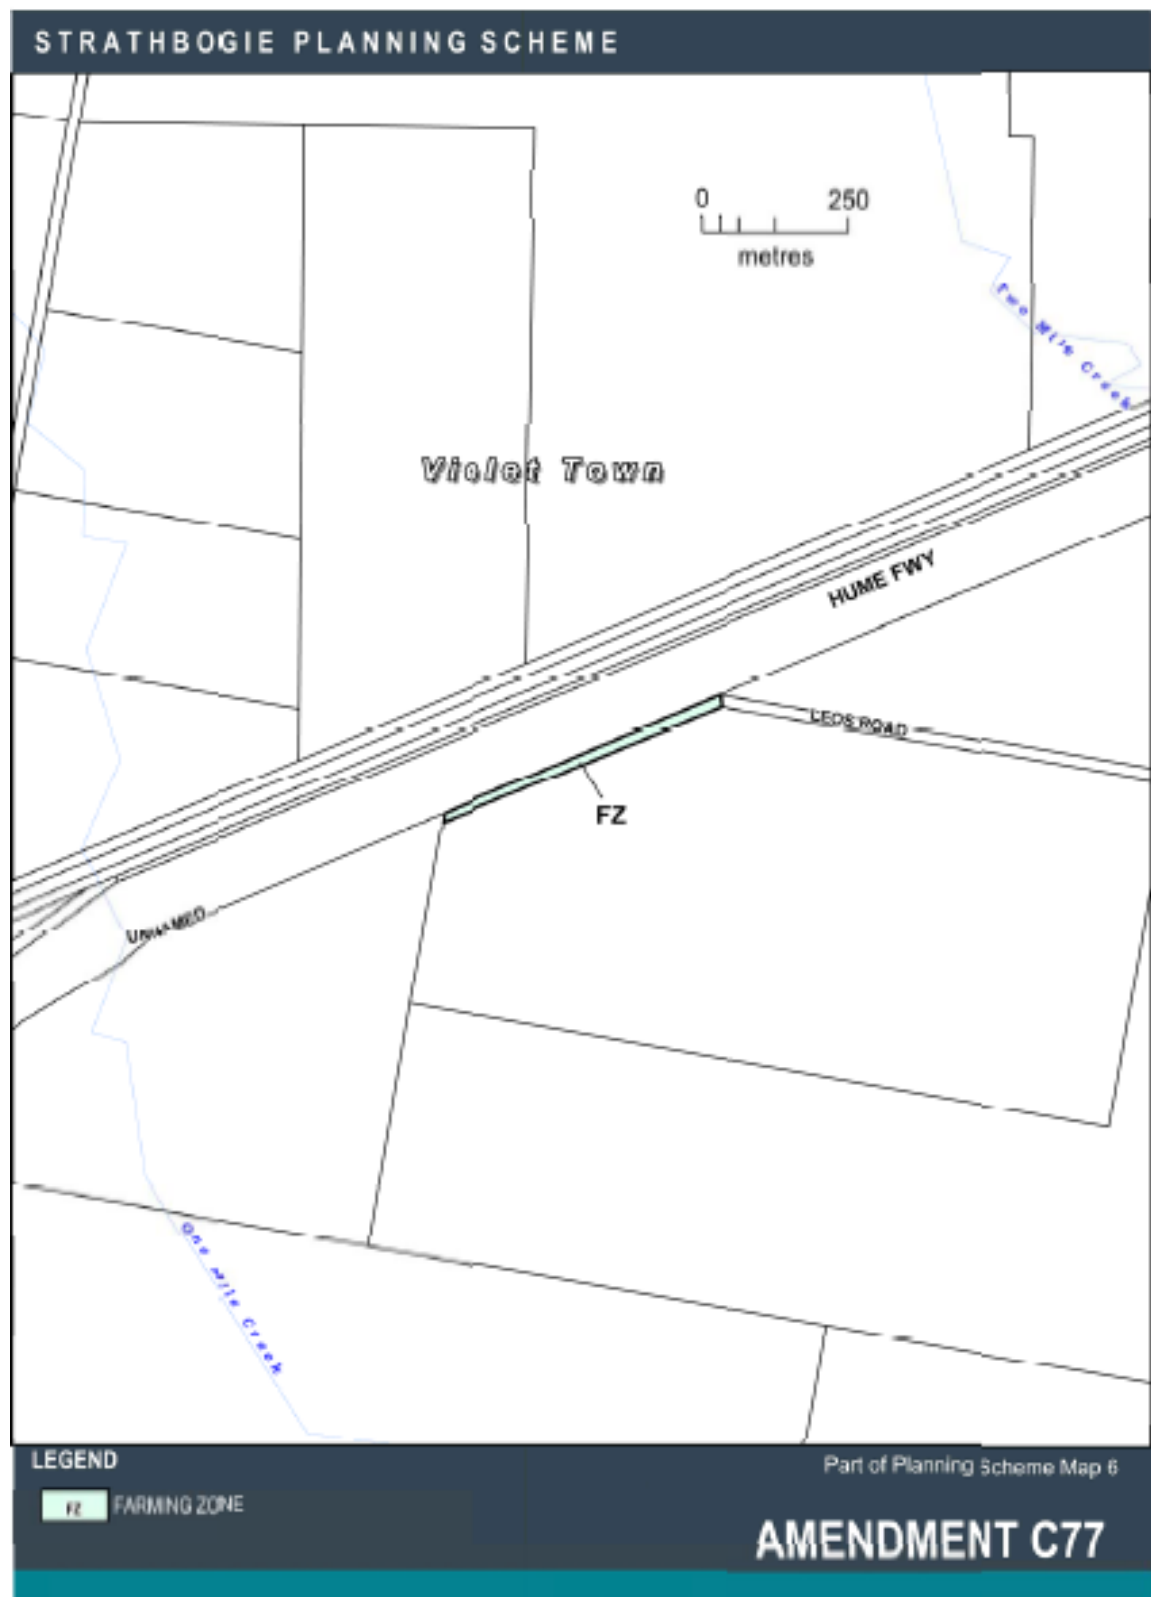 STRATHBOGIE PLANNING SCHEME
0 250
metres
Two Mile Creek
Violet Town
HUME FWY
LEOS ROAD
FZ
UNNAMED
One Mile Creek
LEGEND
Part of Planning Scheme Map 6
FZ FARMING ZONE
AMENDMENT C77